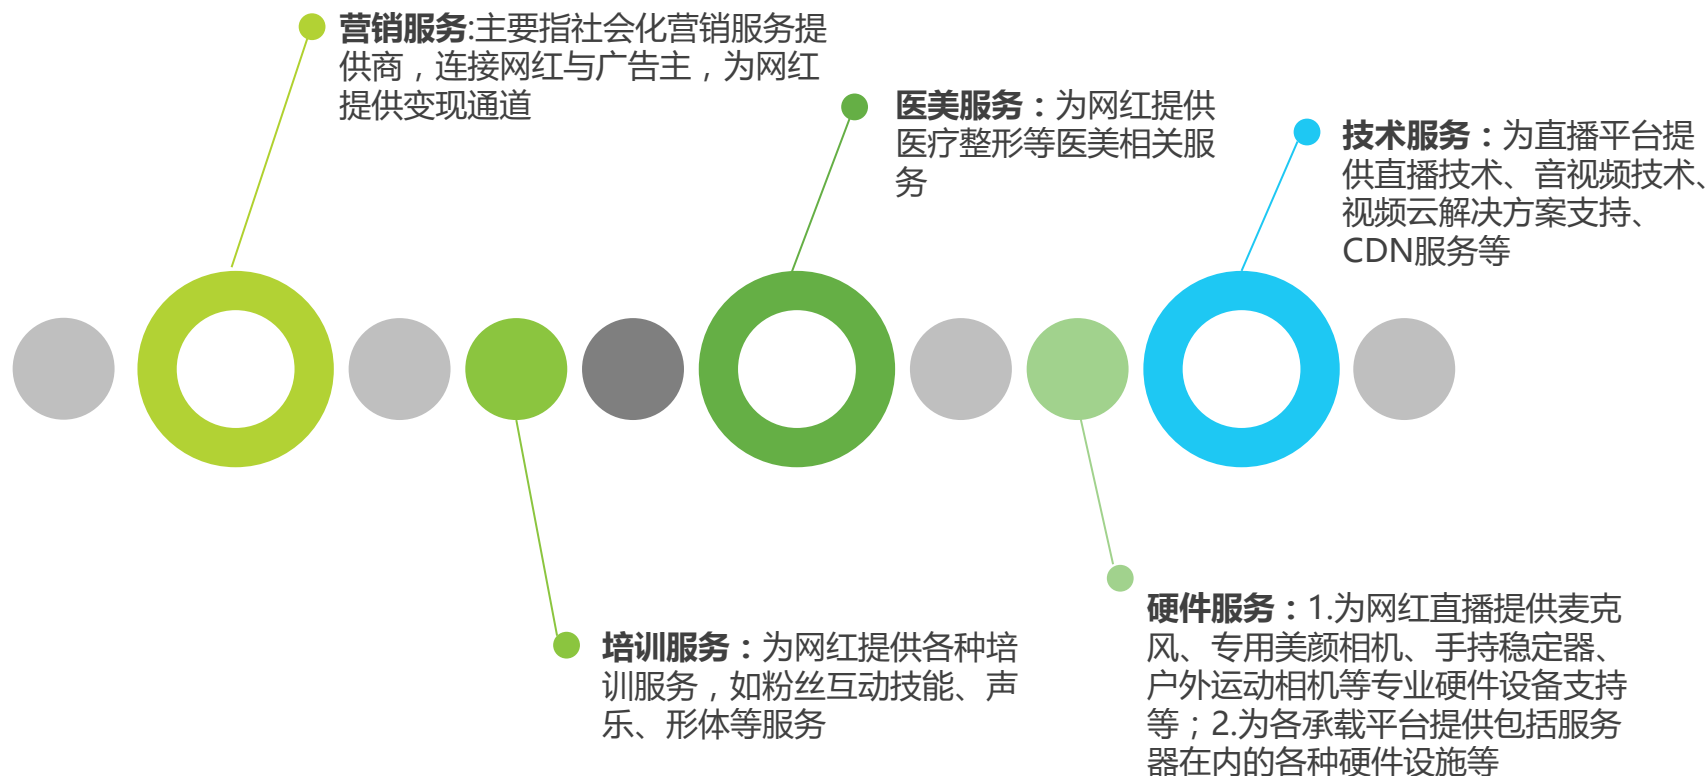 营销服务:主要指社会化营销服务提
供商，连接网红与广告主，为网红
提供变现通道
医美服务：为网红提供
医疗整形等医美相关服
务
技术服务：为直播平台提
供直播技术、音视频技术、
视频云解决方案支持、
CDN服务等
培训服务：为网红提供各种培
训服务，如粉丝互动技能、声
乐、形体等服务
硬件服务：1.为网红直播提供麦克
风、专用美颜相机、手持稳定器、
户外运动相机等专业硬件设备支持
等；2.为各承载平台提供包括服务
器在内的各种硬件设施等